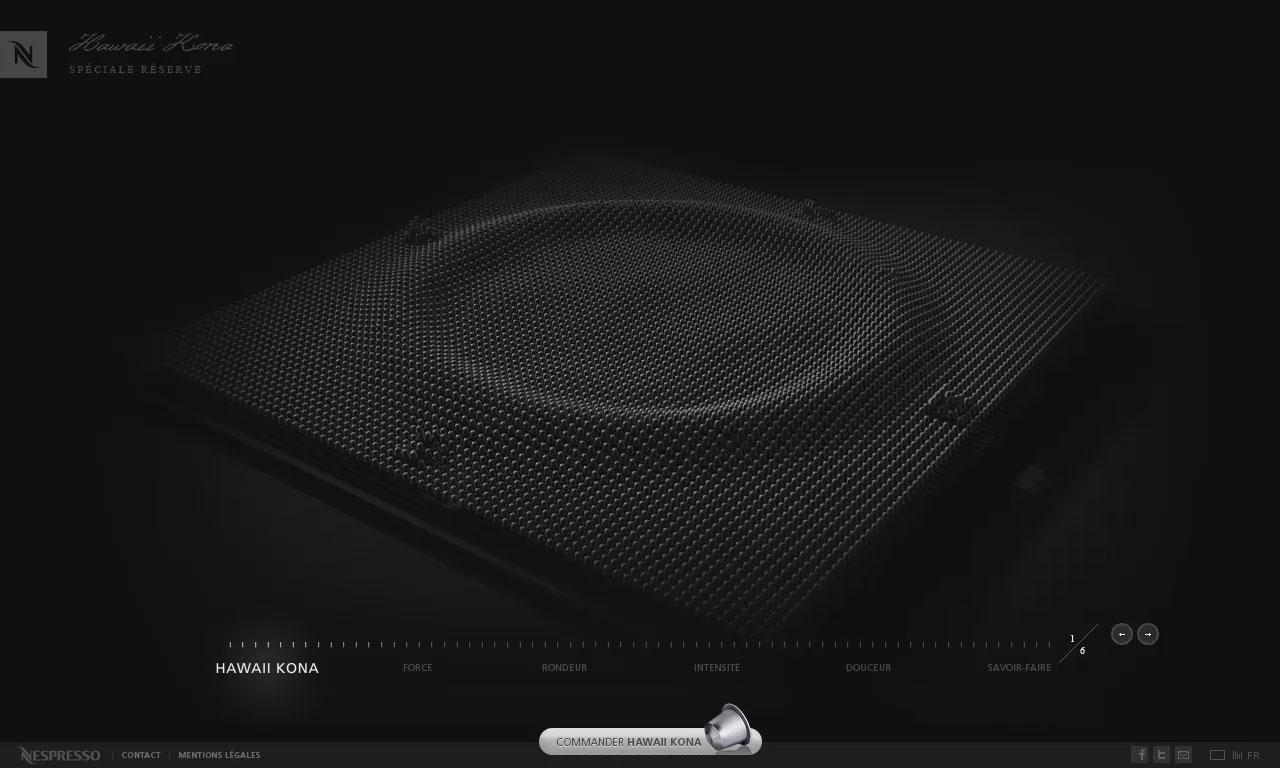 Hawaii Kona
SPÉCIALE RÉSERVE
1
6
HAWAII KONA
FORCE
RONDEUR
INTENSITÉ
DOUCEUR
SAVOIR-FAIRE
COMMANDER HAWAII KONA
NESPRESSO
CONTACT
MENTIONS LÉGALES
FR